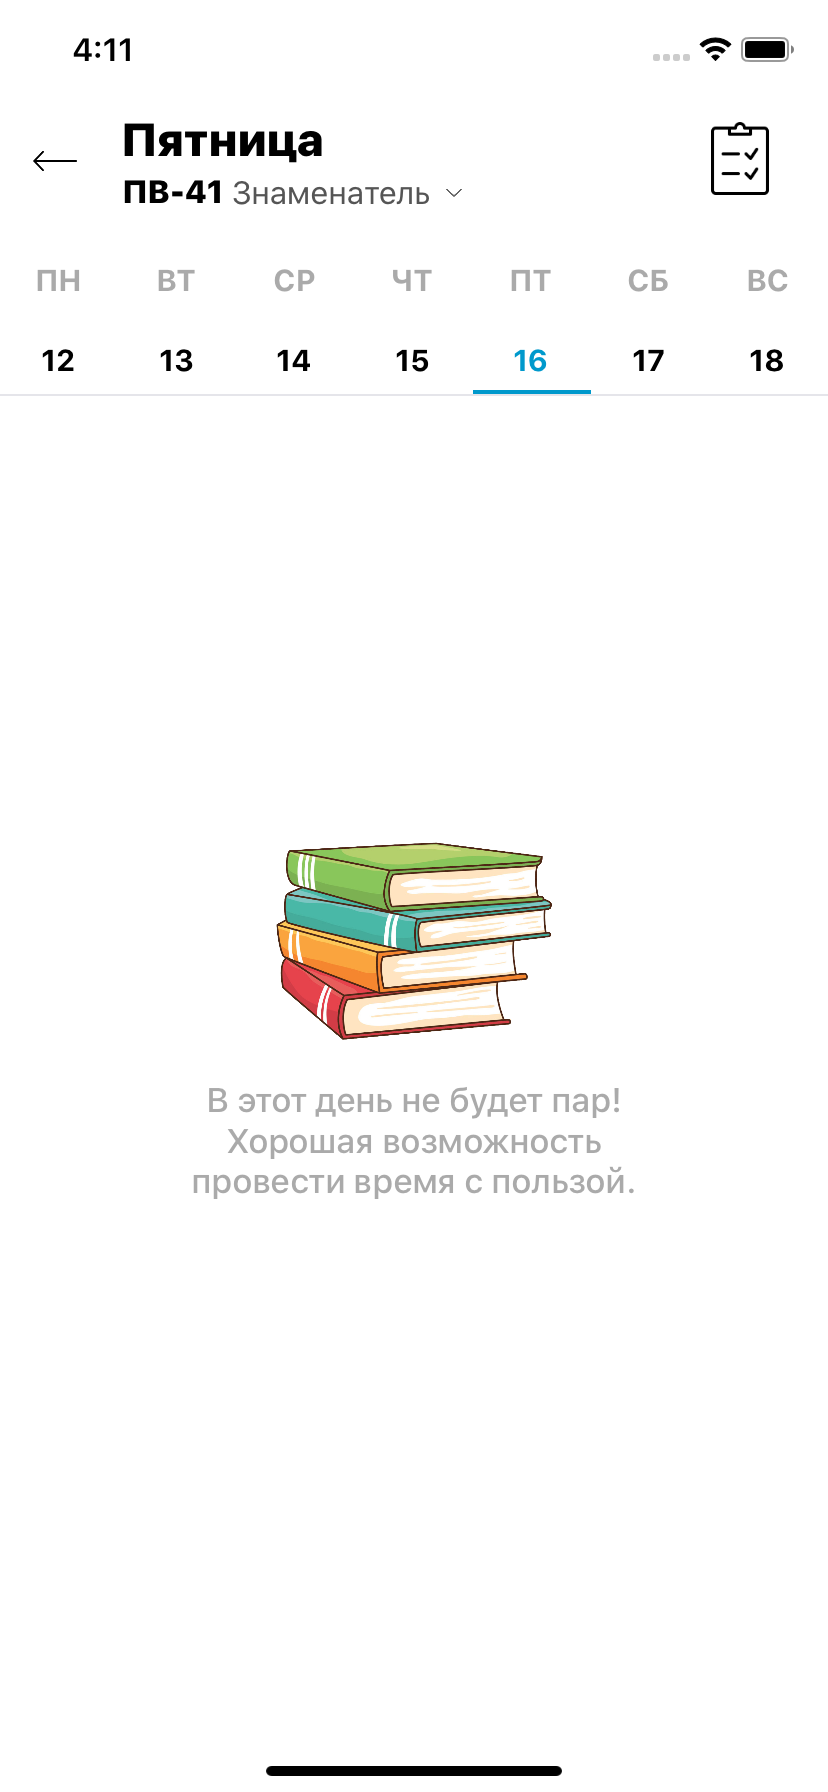 4:11
Пятница
ПВ-41 Знаменатель
ПН ВТ СР ЧТ ПТ СБ ВС
12 13 14 15 16 17 18
В этот день не будет пар!
Хорошая возможность
провести время с пользой.